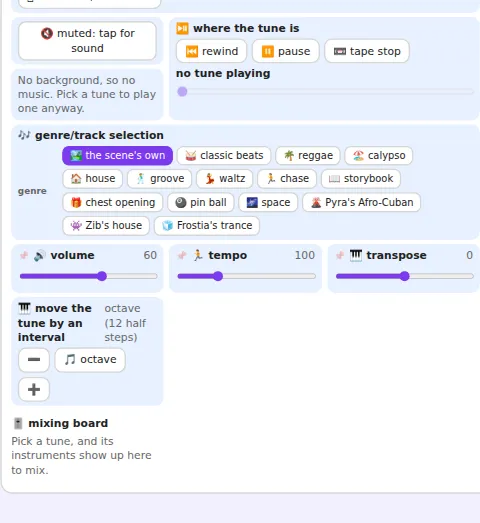 muted: tap for
sound
No background, so no
music. Pick a tune to play
one anyway.
where the tune is
rewind
pause
tape stop
no tune playing
genre/track selection
genre
the scene's own
classic beats
reggae
calypso
house
groove
waltz
chase
storybook
chest opening
pin ball
space
Pyra's Afro-Cuban
Zib's house
Frostia's trance
volume 60
tempo 100
transpose 0
move the
tune by an
interval
octave
(12 half
steps)
octave
mixing board
Pick a tune, and its
instruments show up here
to mix.